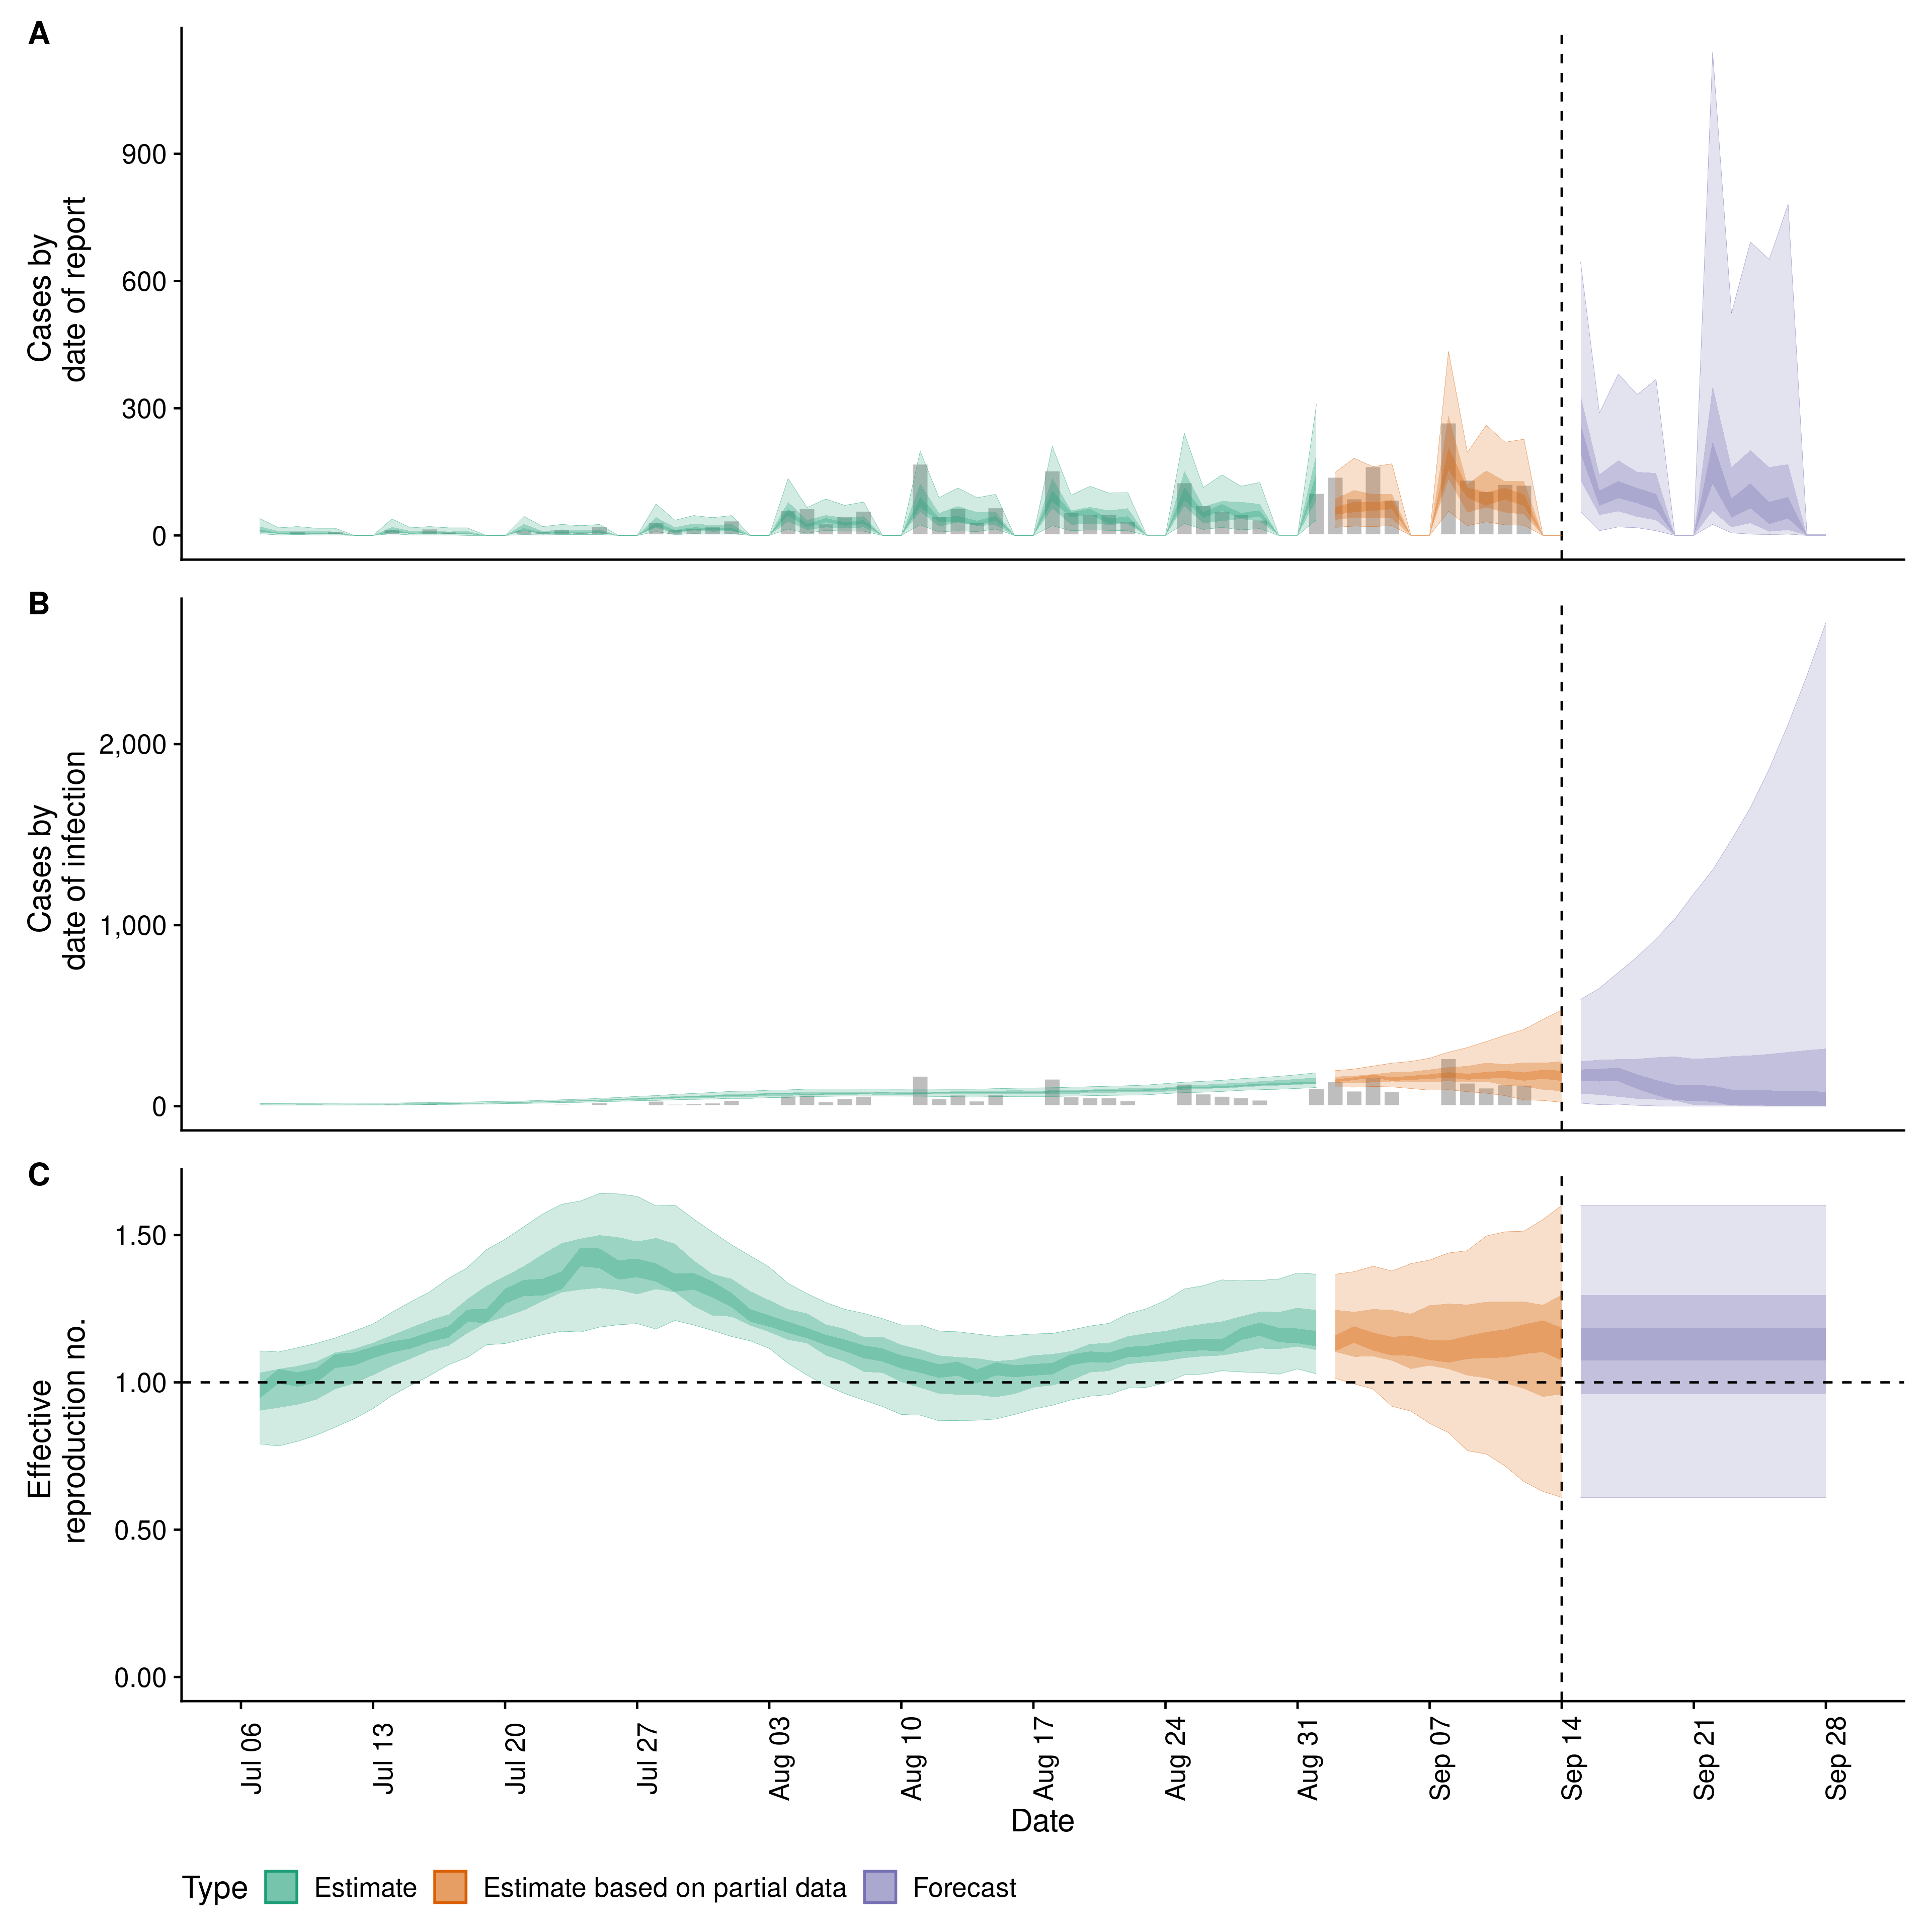 A
Cases by
date of report
900
600
300
0
B
Cases by
date of infection
2,000
1,000
0
C
Effective
reproduction no.
1.50
1.00
0.50
0.00
Jul 06
Jul 13
Jul 20
Jul 27
Aug 03
Aug 10
Aug 17
Aug 24
Aug 31
Sep 07
Sep 14
Sep 21
Sep 28
Date
Type Estimate Estimate based on partial data Forecast